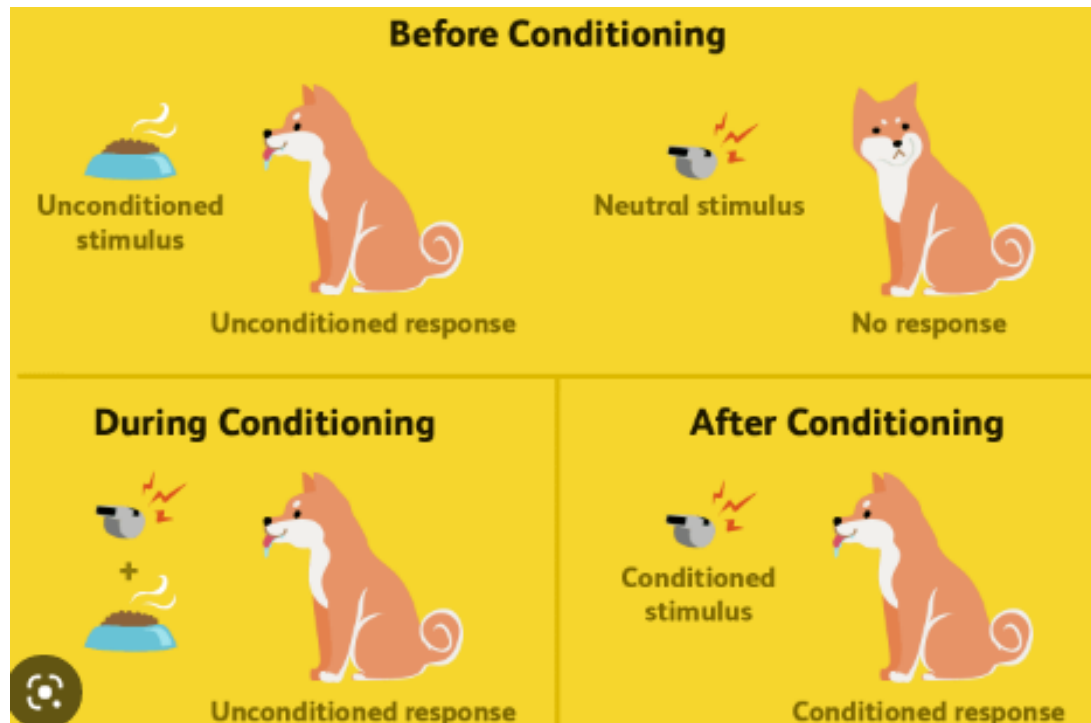 Before Conditioning
Unconditioned
stimulus
Unconditioned response
Neutral stimulus
No response
During Conditioning
+
Unconditioned response
After Conditioning
Conditioned
stimulus
Conditioned response